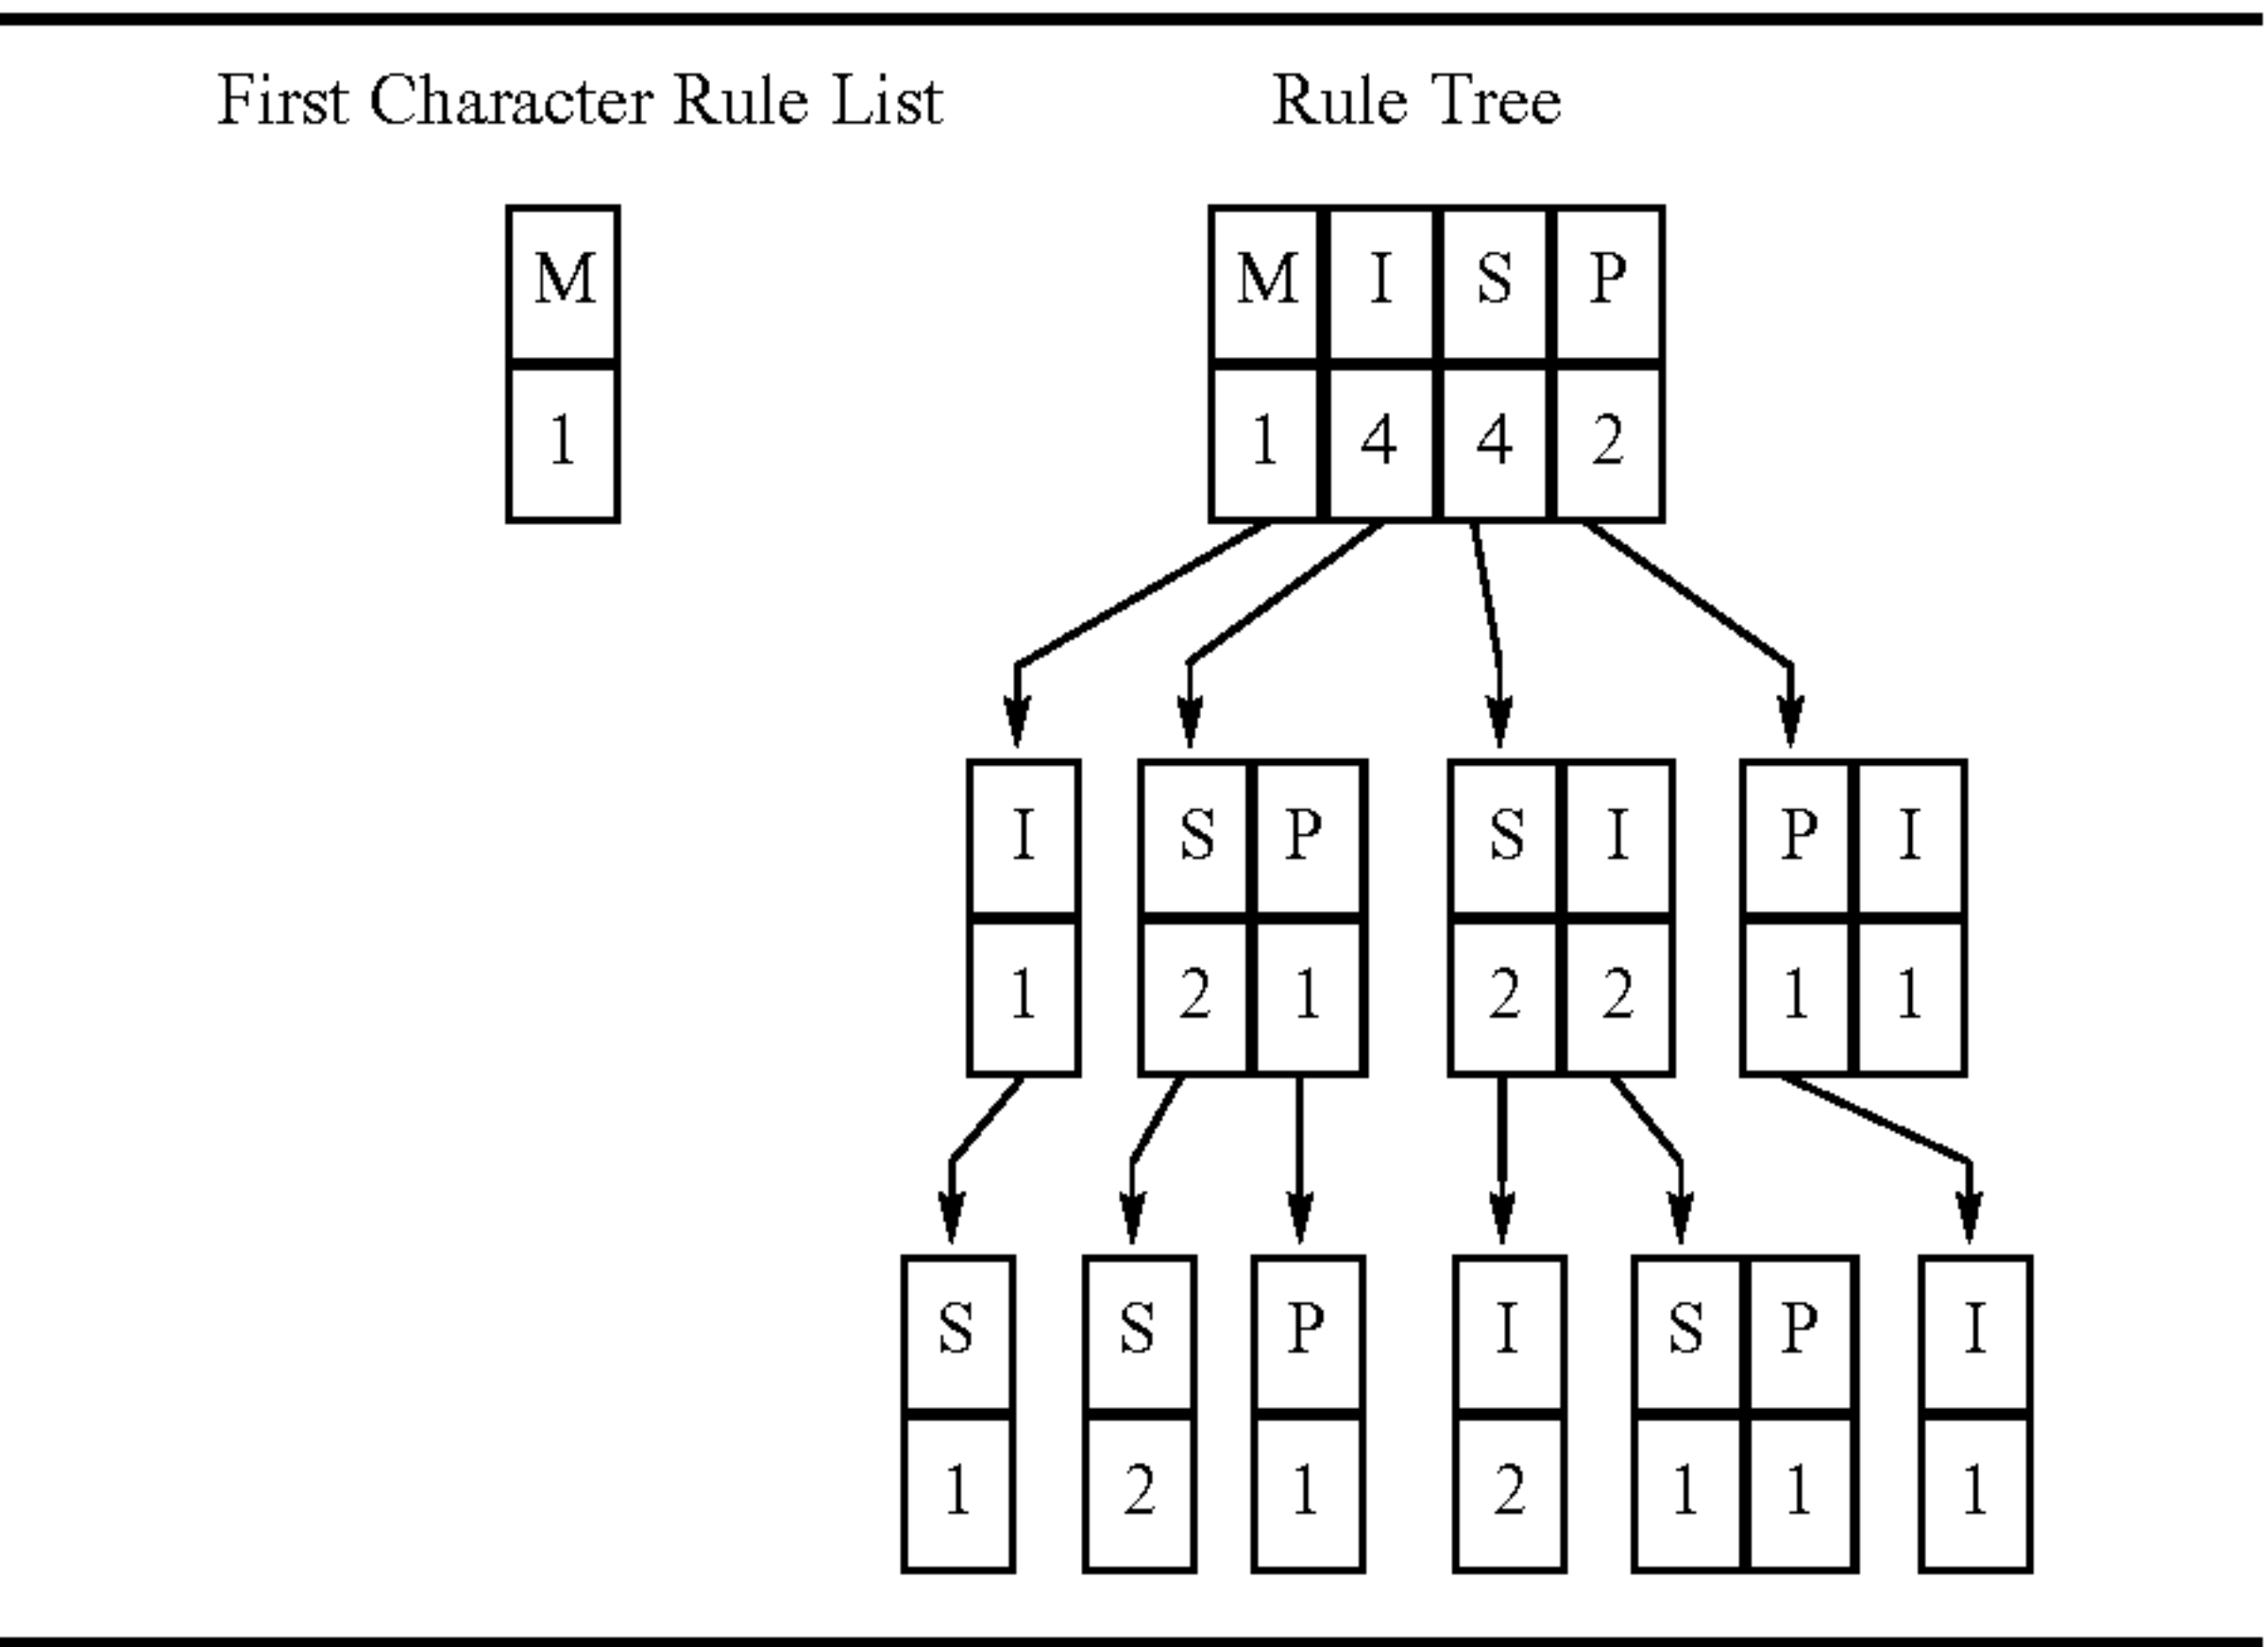 First Character Rule List Rule Tree
M M I S P
1 1 4 4 2
I S P S I P I
1 2 1 2 2 1 1
S S P I S P I
1 2 1 2 1 1 1